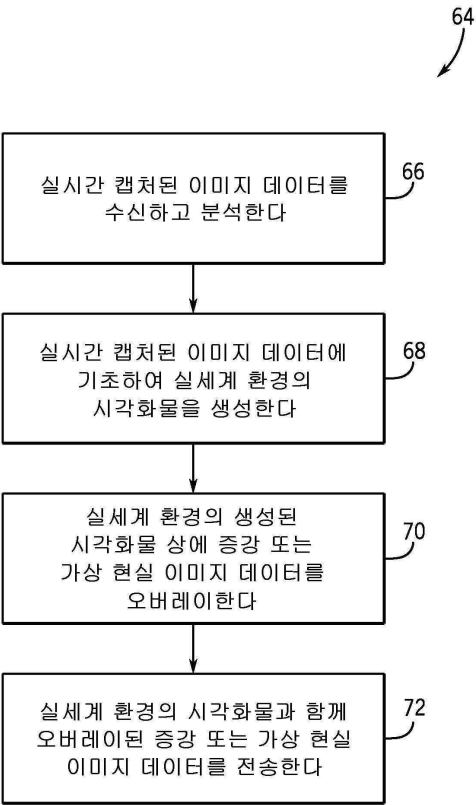 64
실시간 캡처된 이미지 데이터를
수신하고 분석한다
66
실시간 캡처된 이미지 데이터에
기초하여 실세계 환경의
시각화물을 생성한다
68
실세계 환경의 생성된
시각화물 상에 증강 또는
가상 현실 이미지 데이터를
오버레이한다
70
실세계 환경의 시각화물과 함께
오버레이된 증강 또는 가상 현실
이미지 데이터를 전송한다
72